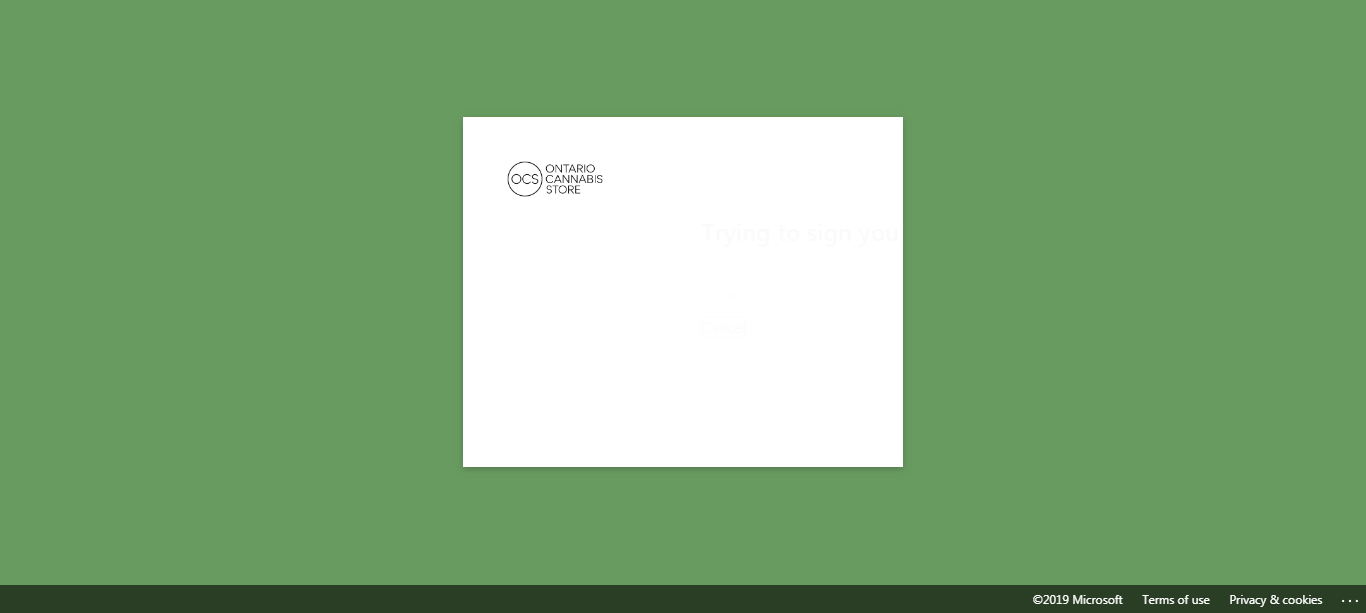 OCS
ONTARIO
CANNABIS
STORE
Trying to sign you
Cancel
©2019 Microsoft Terms of use Privacy & cookies ...